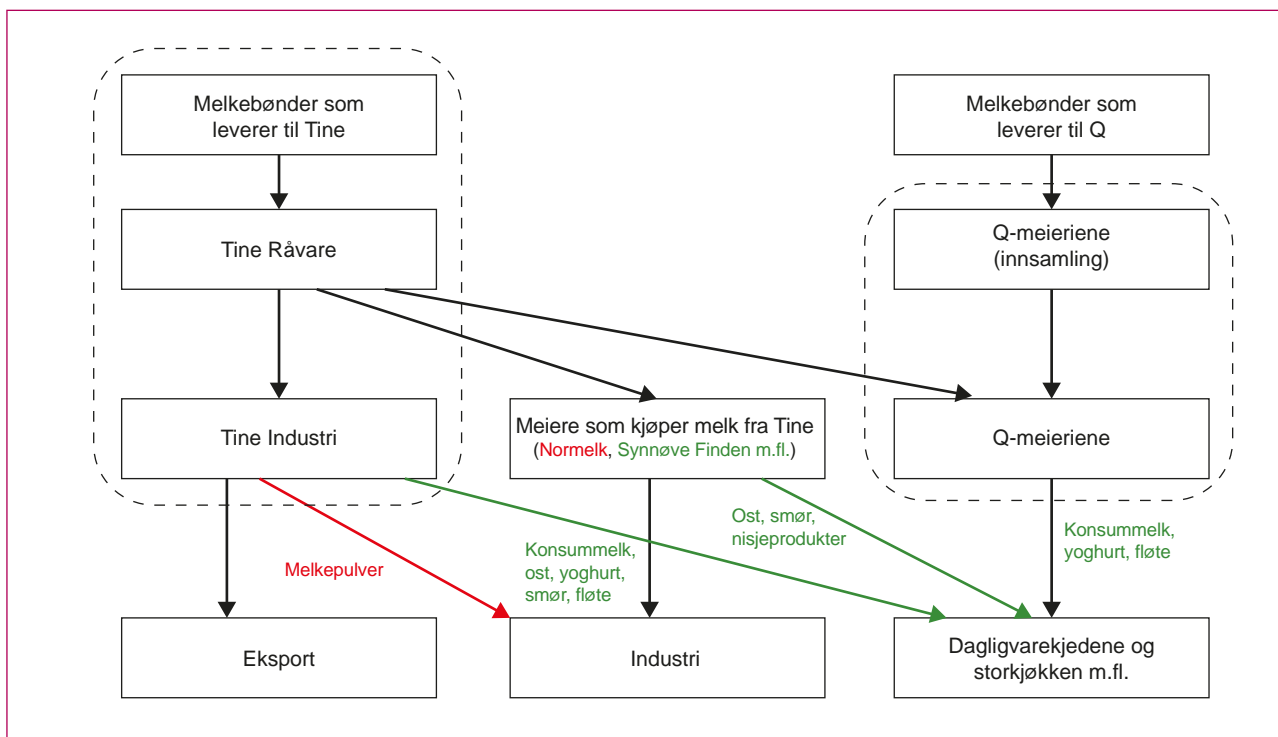 Melkebønder som
leverer til Tine
Melkebønder som
leverer til Q
Tine Råvare
Q-meieriene
(innsamling)
Tine Industri
Meiere som kjøper melk fra Tine
(Normelk, Synnøve Finden m.fl.)
Q-meieriene
Melkepulver
Konsummelk,
ost, yoghurt,
smør, fløte
Ost, smør,
nisjeprodukter
Konsummelk,
yoghurt, fløte
Eksport
Industri
Dagligvarekjedene og
storkjøkken m.fl.